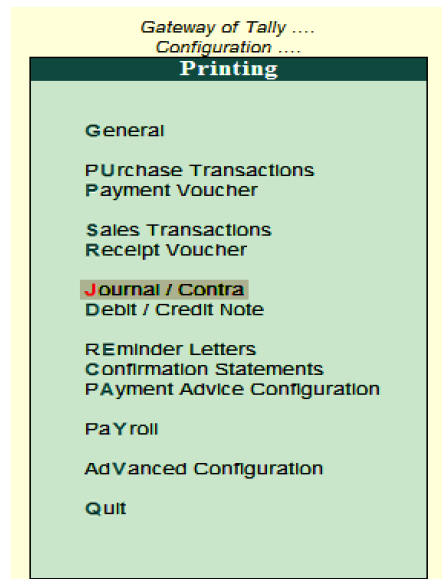 Gateway of Tally ....
Configuration ....
Printing
General
PUrchase Transactions
Payment Voucher
Sales Transactions
Receipt Voucher
Journal / Contra
Debit / Credit Note
REminder Letters
Confirmation Statements
PAyment Advice Configuration
PaYroll
AdVanced Configuration
Quit